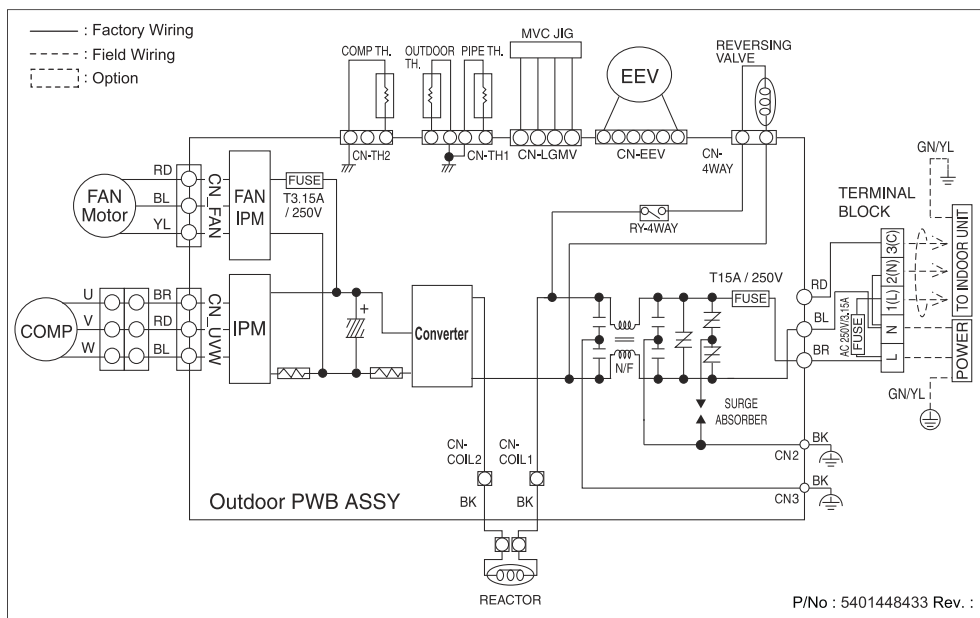 : Factory Wiring
: Field Wiring
: Option
COMP TH.
OUTDOOR
TH.
PIPE TH.
MVC JIG
EEV
REVERSING
VALVE
CN-TH2
CN-TH1
CN-LGMV
CN-EEV
CN-
4WAY
FAN
Motor
RD
BL
YL
CN_FAN
FAN
IPM
FUSE
T3.15A
/ 250V
RY-4WAY
GN/YL
TERMINAL
BLOCK
COMP
U
V
W
BR
RD
BL
CN_UVW
IPM
+
Converter
N/F
T15A / 250V
FUSE
SURGE
ABSORBER
RD
BL
BR
AC 250V/3.15A
FUSE
3(C)
2(N)
1(L)
N
L
TO INDOOR UNIT
POWER
GN/YL
CN-
COIL2
CN-
COIL1
BK
BK
CN2
BK
CN3
BK
Outdoor PWB ASSY
REACTOR
P/No : 5401448433 Rev. :